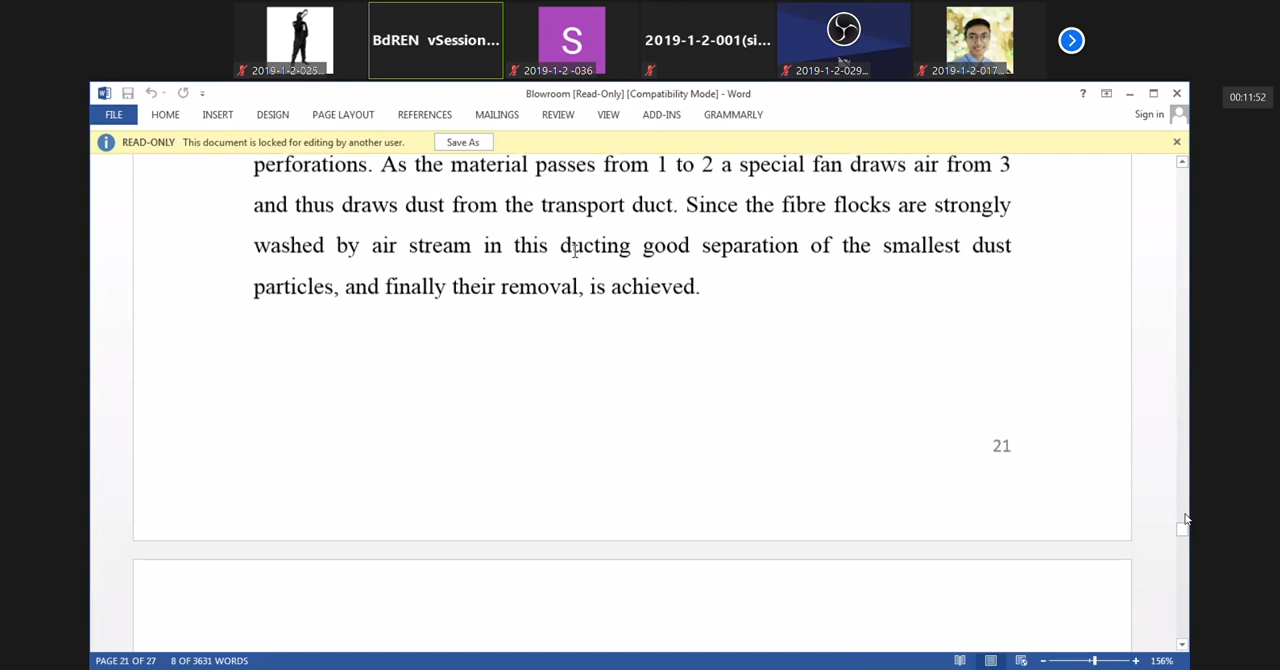 BdREN vSession...
S
2019-1-2-001(si...
2019-1-2-025...
2019-1-2 -036
2019-1-2-029...
2019-1-2-017...
00:11:52
Blowroom [Read-Only] [Compatibility Mode] - Word
?
FILE HOME INSERT DESIGN PAGE LAYOUT REFERENCES MAILINGS REVIEW VIEW ADD-INS GRAMMARLY Sign in
READ-ONLY This document is locked for editing by another user. Save As
perforations. As the material passes from 1 to 2 a special fan draws air from 3
and thus draws dust from the transport duct. Since the fibre flocks are strongly
washed by air stream in this ducting good separation of the smallest dust
particles, and finally their removal, is achieved.
21
PAGE 21 OF 27 8 OF 3631 WORDS 156%